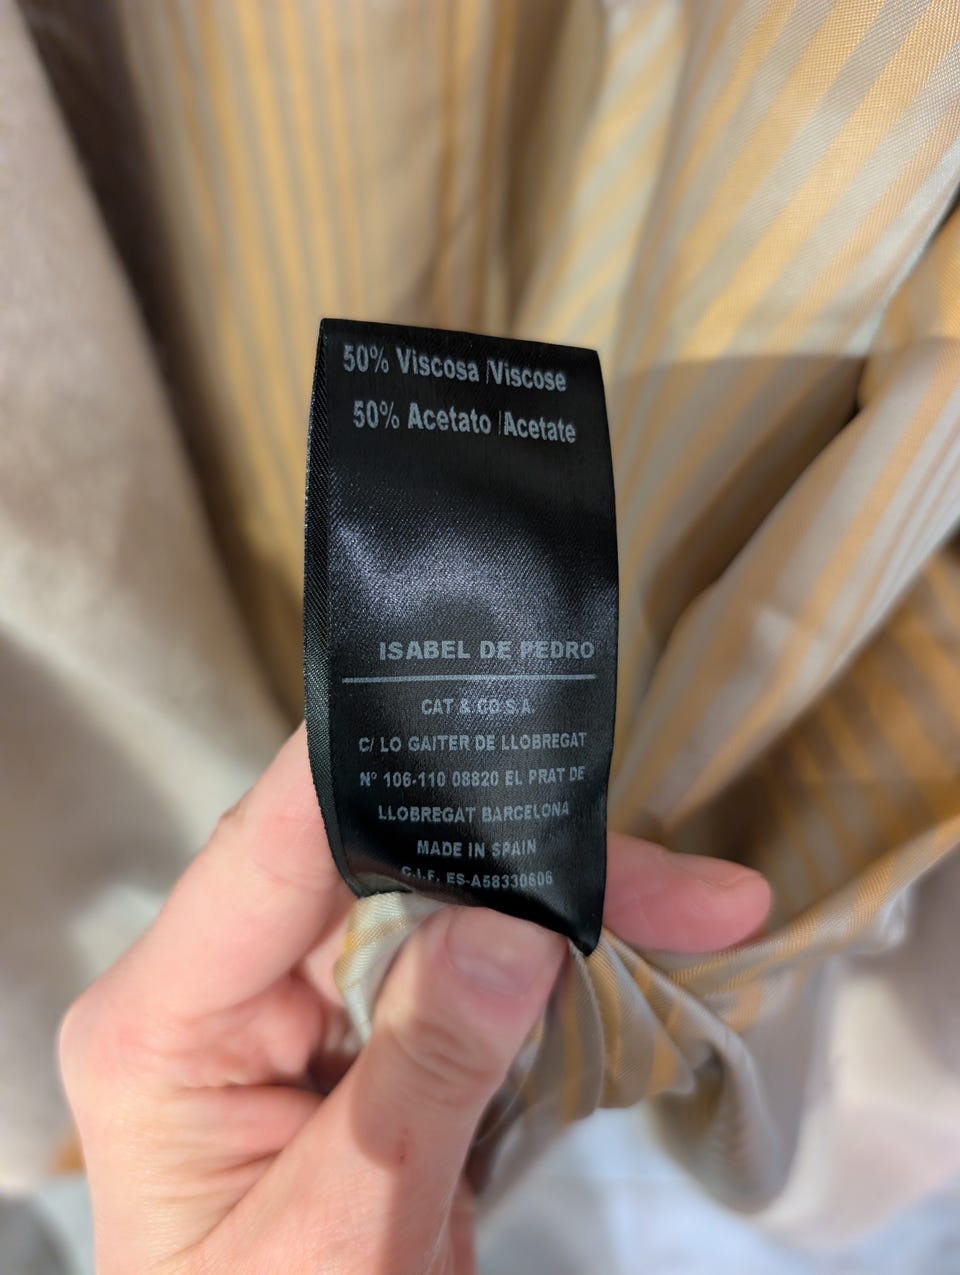 50% Viscosa /Viscose
50% Acetato /Acetate
ISABEL DE PEDRO
CAT & CO S.A.
C/ LO GAITER DE LLOBREGAT
Nº 106-110 08820 EL PRAT DE
LLOBREGAT BARCELONA
MADE IN SPAIN
C.I.F. ES-A58330606